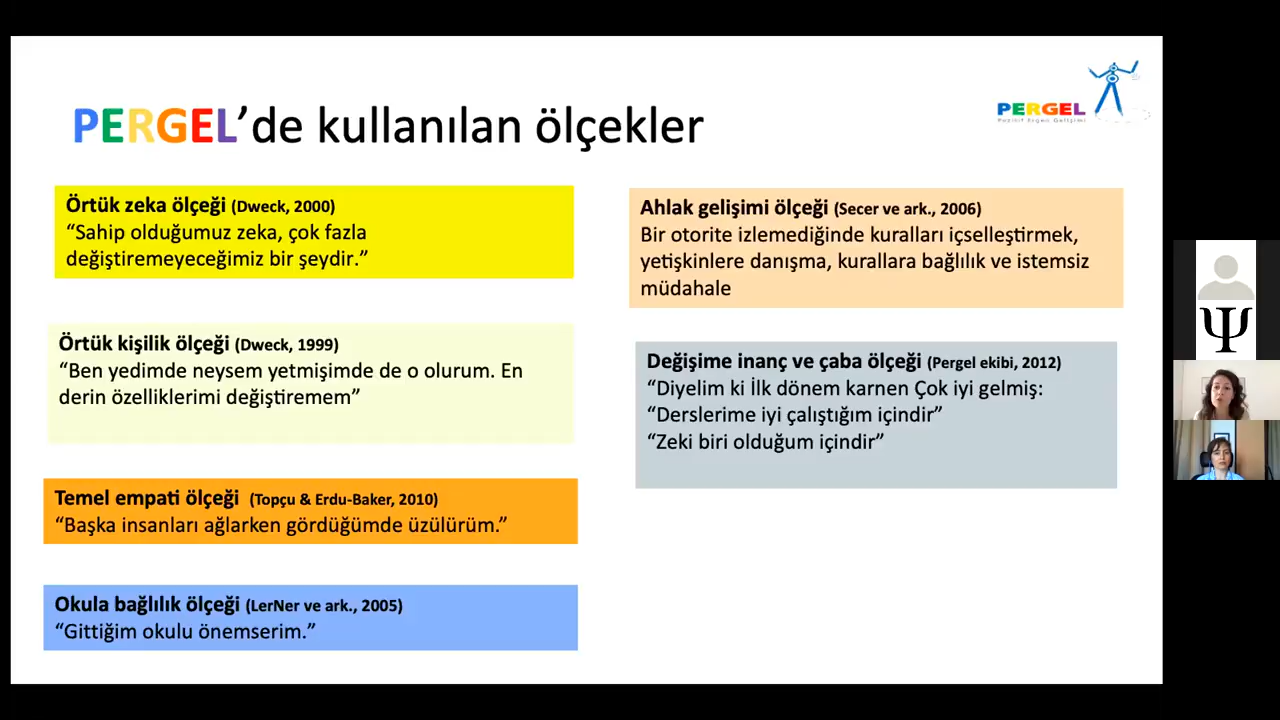 PERGEL'de kullanılan ölçekler
PERGEL
Pozitif Ergen Gelişimi
Örtük zeka ölçeği (Dweck, 2000)
“Sahip olduğumuz zeka, çok fazla
değiştiremeyeceğimiz bir şeydir.”
Örtük kişilik ölçeği (Dweck, 1999)
“Ben yedimde neysem yetmişimde de o olurum. En
derin özelliklerimi değiştiremem”
Temel empati ölçeği (Topçu & Erdu-Baker, 2010)
“Başka insanları ağlarken gördüğümde üzülürüm.”
Okula bağlılık ölçeği (LerNer ve ark., 2005)
“Gittiğim okulu önemserim.”
Ahlak gelişimi ölçeği (Secer ve ark., 2006)
Bir otorite izlemediğinde kuralları içselleştirmek,
yetişkinlere danışma, kurallara bağlılık ve istemsiz
müdahale
Değişime inanç ve çaba ölçeği (Pergel ekibi, 2012)
“Diyelim ki İlk dönem karnen Çok iyi gelmiş:
“Derslerime iyi çalıştığım içindir”
“Zeki biri olduğum içindir”
Ψ